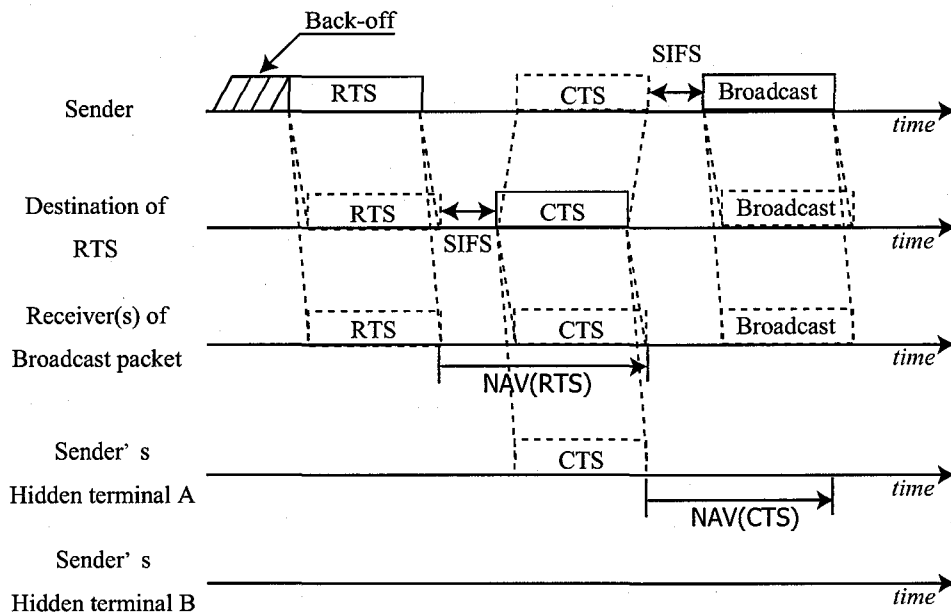 Back-off
SIFS
RTS
CTS
Broadcast
Sender
time
Destination of
RTS
RTS
SIFS
CTS
Broadcast
time
Receiver(s) of
Broadcast packet
RTS
CTS
Broadcast
time
NAV(RTS)
Sender' s
Hidden terminal A
CTS
time
NAV(CTS)
Sender' s
Hidden terminal B
time